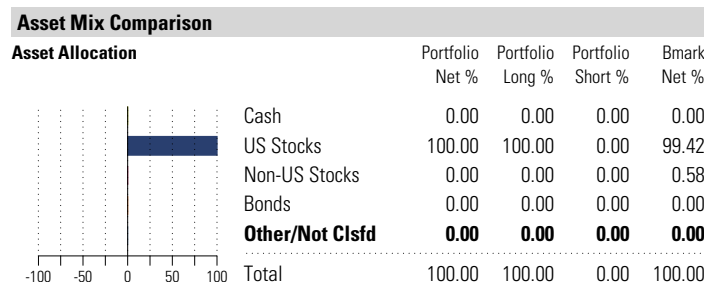 Asset Mix Comparison
Asset Allocation Portfolio Portfolio Portfolio Bmark
Net % Long % Short % Net %
Cash 0.00 0.00 0.00 0.00
US Stocks 100.00 100.00 0.00 99.42
Non-US Stocks 0.00 0.00 0.00 0.58
Bonds 0.00 0.00 0.00 0.00
Other/Not Clsfd 0.00 0.00 0.00 0.00
-100 -50 0 50 100 Total 100.00 100.00 0.00 100.00